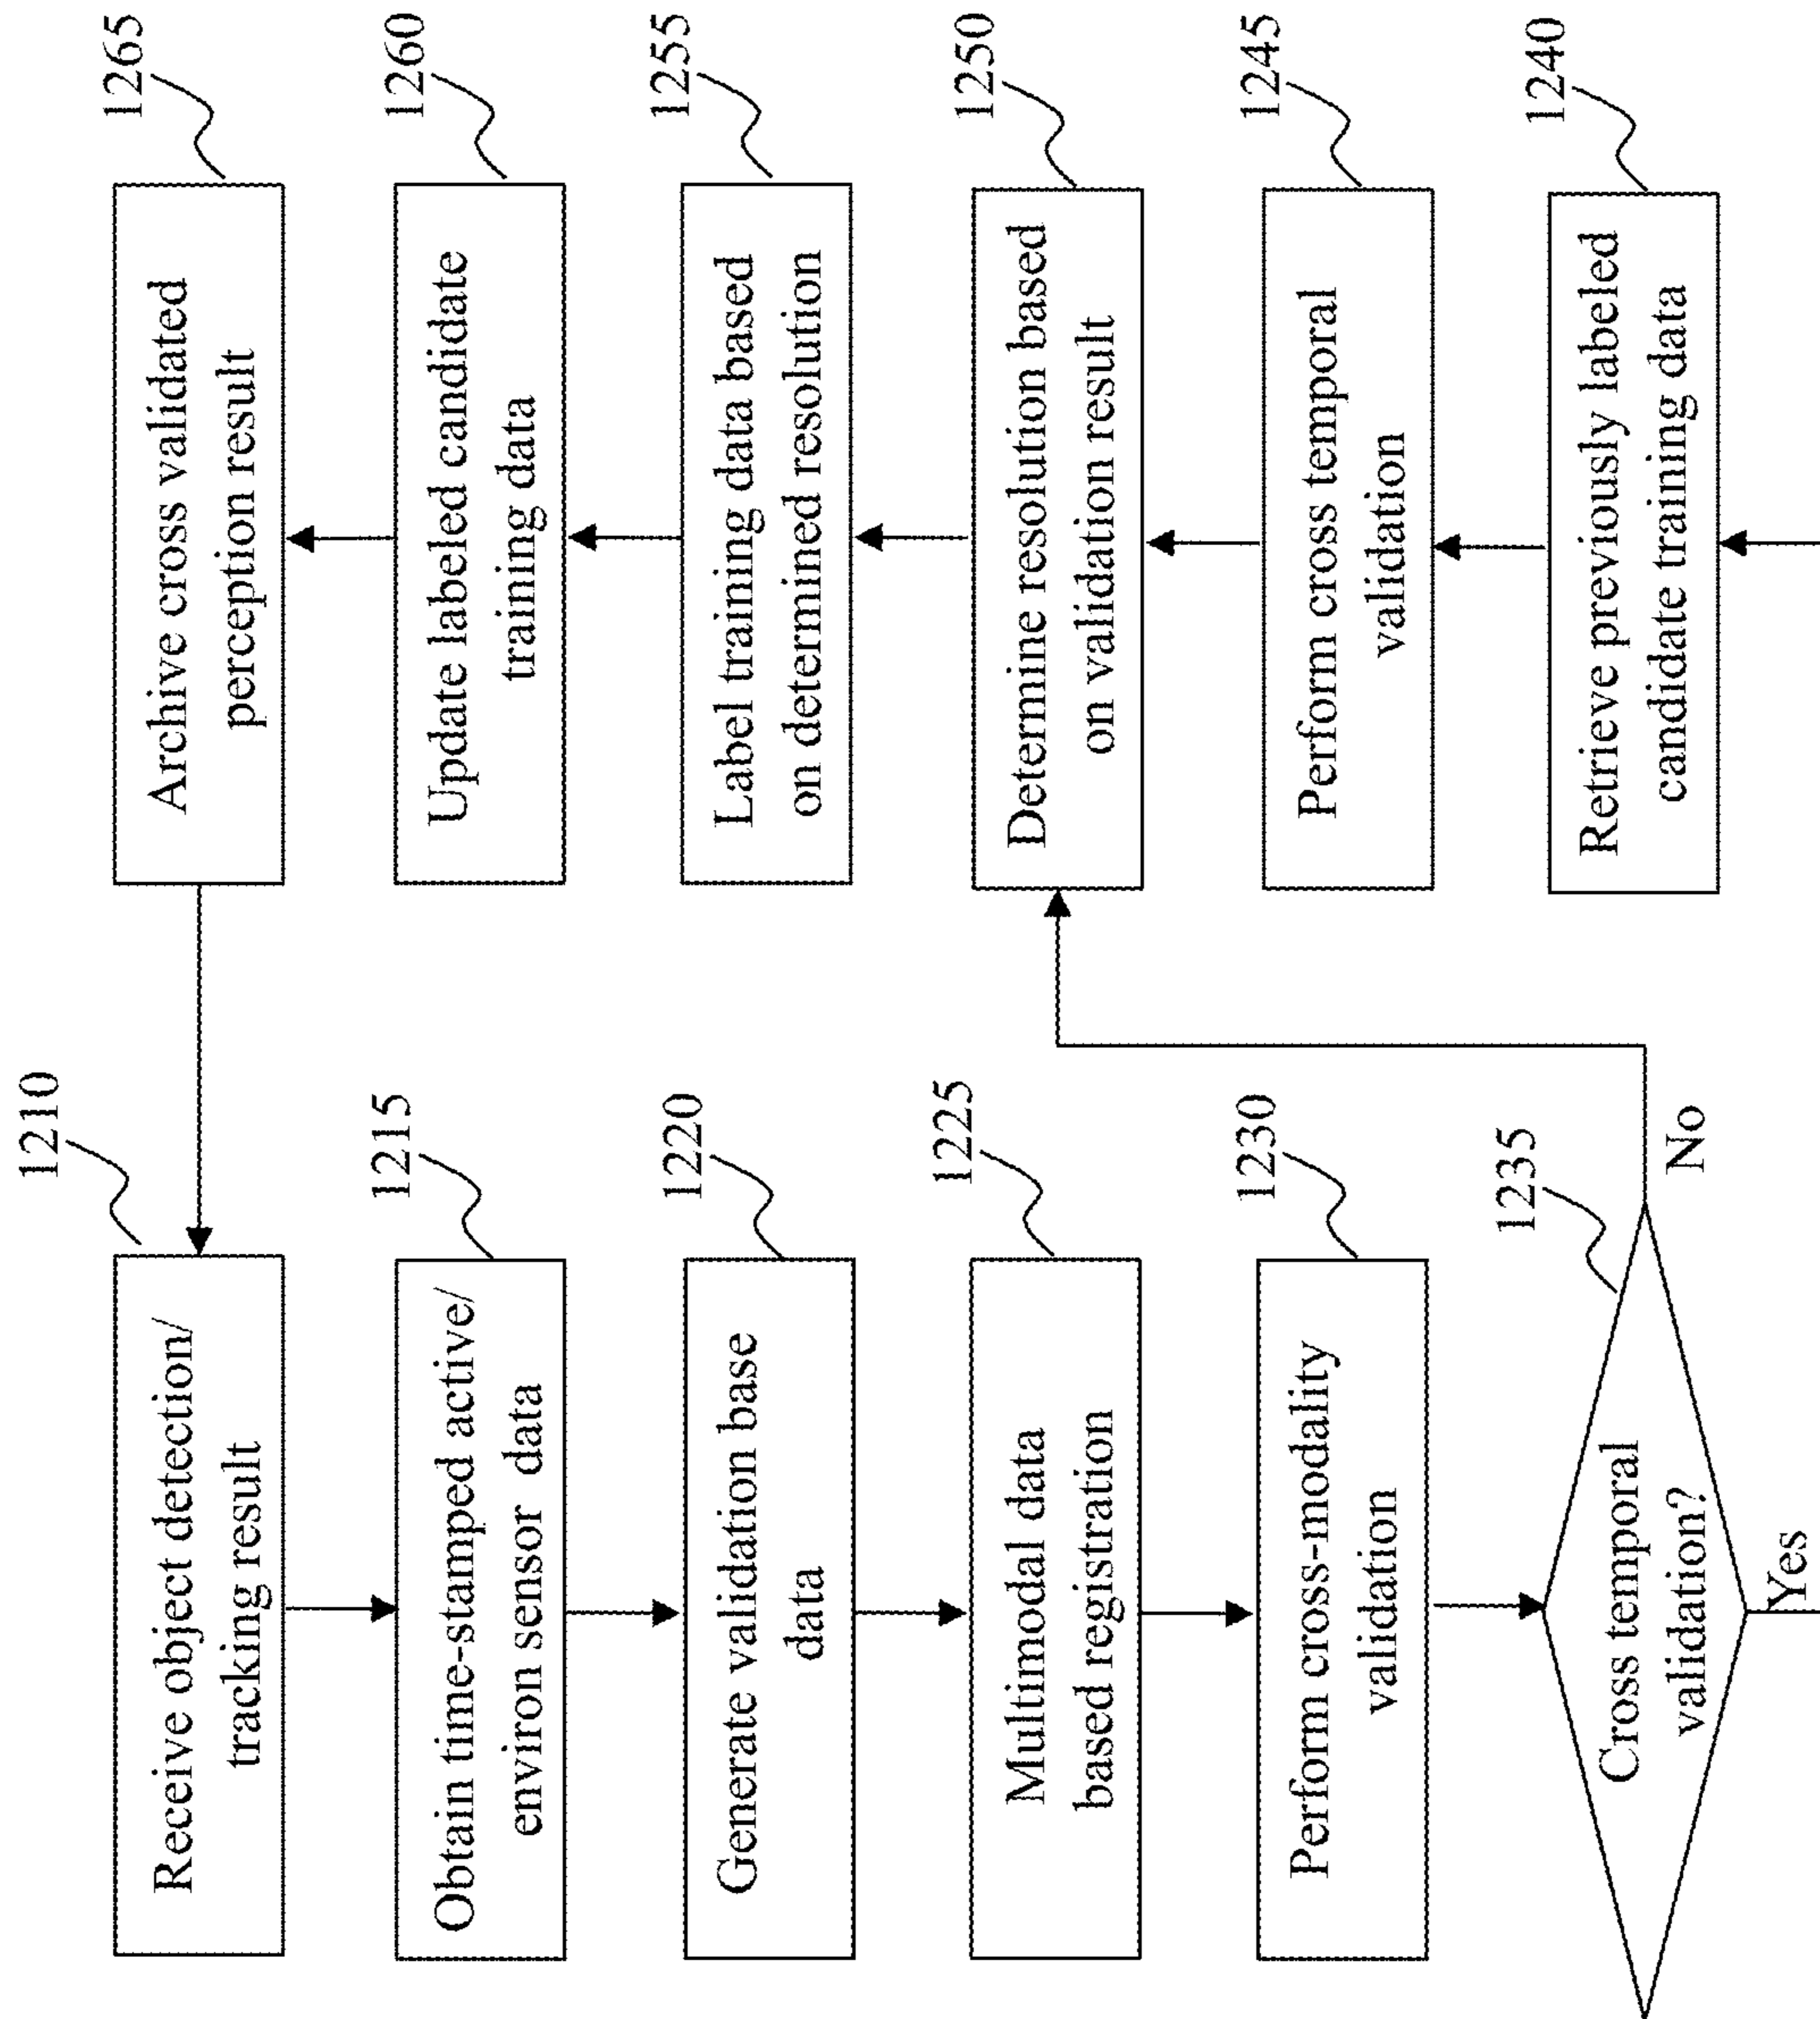 1210
Receive object detection/
tracking result
1215
Obtain time-stamped active/
environ sensor data
1220
Generate validation base
data
1225
Multimodal data
based registration
1230
Perform cross-modality
validation
1235
Cross temporal
validation?
No
Yes
1265
Archive cross validated
perception result
1260
Update labeled candidate
training data
1255
Label training data based
on determined resolution
1250
Determine resolution based
on validation result
1245
Perform cross temporal
validation
1240
Retrieve previously labeled
candidate training data